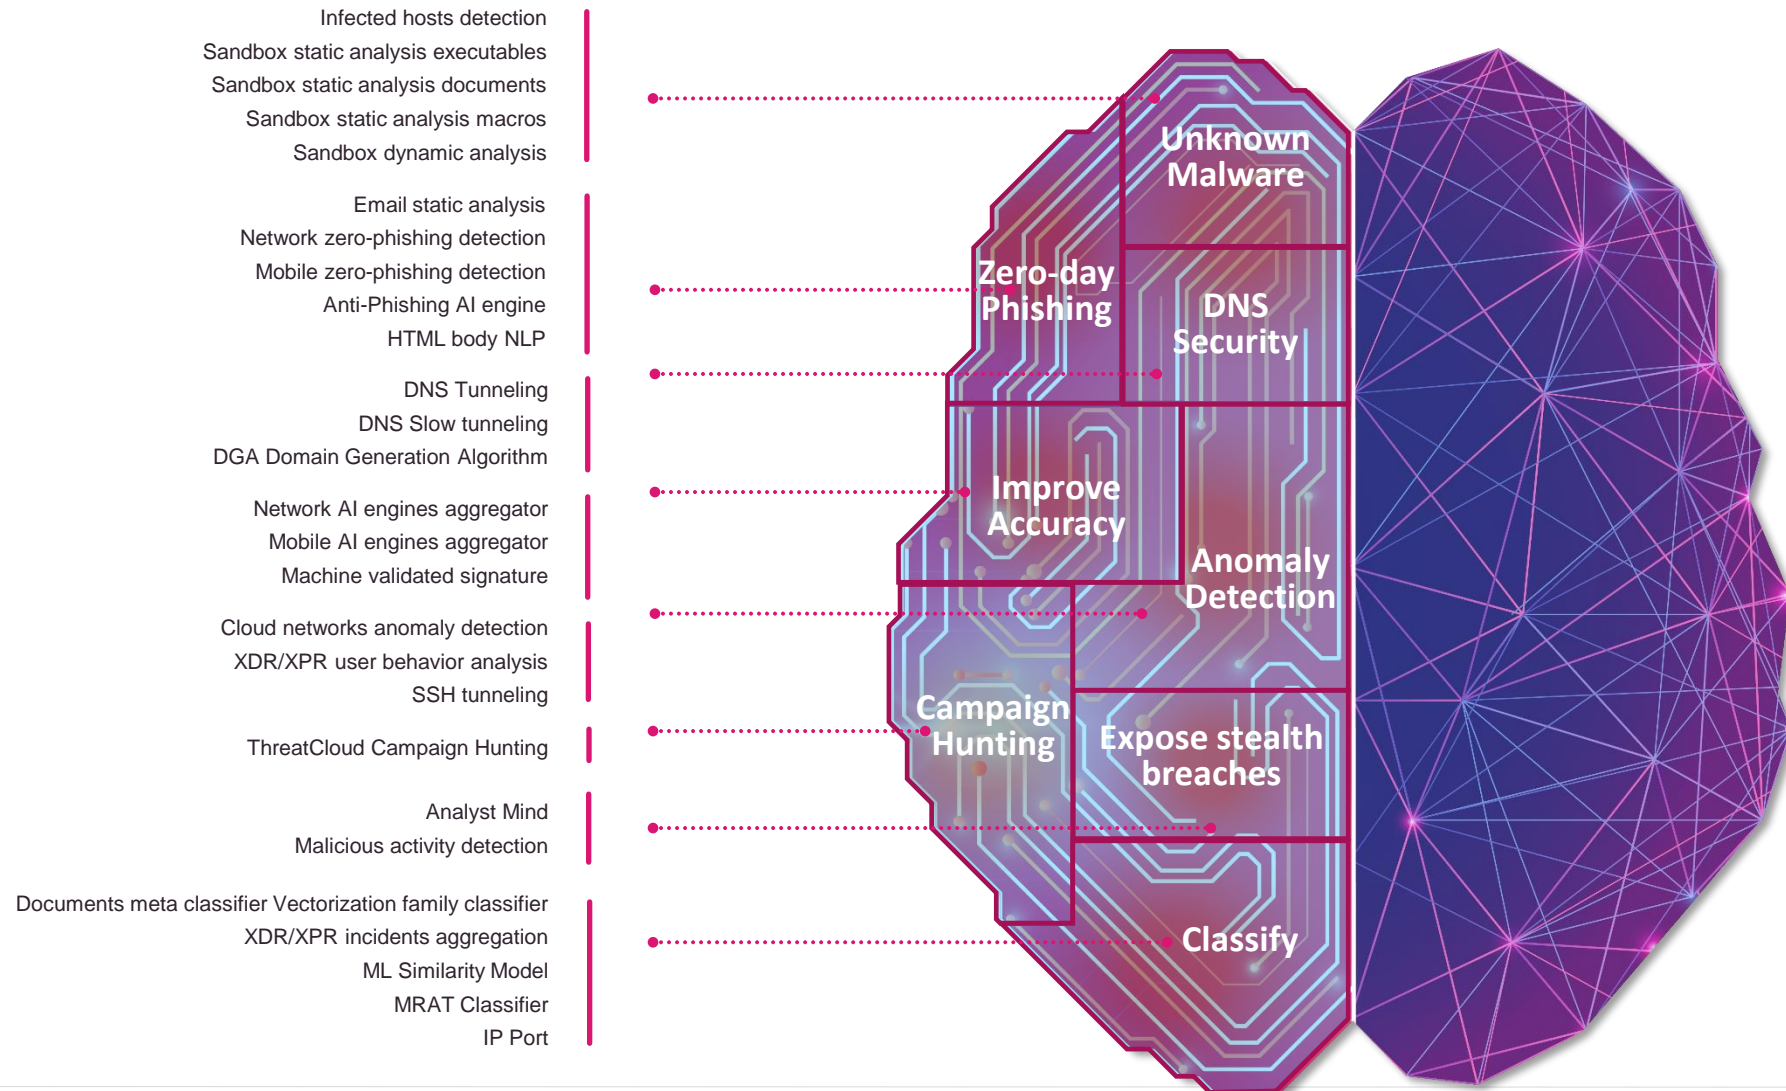 Infected hosts detection
Sandbox static analysis executables
Sandbox static analysis documents
Sandbox static analysis macros
Sandbox dynamic analysis
Email static analysis
Network zero-phishing detection
Mobile zero-phishing detection
Anti-Phishing AI engine
HTML body NLP
DNS Tunneling
DNS Slow tunneling
DGA Domain Generation Algorithm
Network AI engines aggregator
Mobile AI engines aggregator
Machine validated signature
Cloud networks anomaly detection
XDR/XPR user behavior analysis
SSH tunneling
ThreatCloud Campaign Hunting
Analyst Mind
Malicious activity detection
Documents meta classifier Vectorization family classifier
XDR/XPR incidents aggregation
ML Similarity Model
MRAT Classifier
IP Port
Unknown
Malware
Zero-day
Phishing
DNS
Security
Improve
Accuracy
Anomaly
Detection
Campaign
Hunting
Expose stealth
breaches
Classify